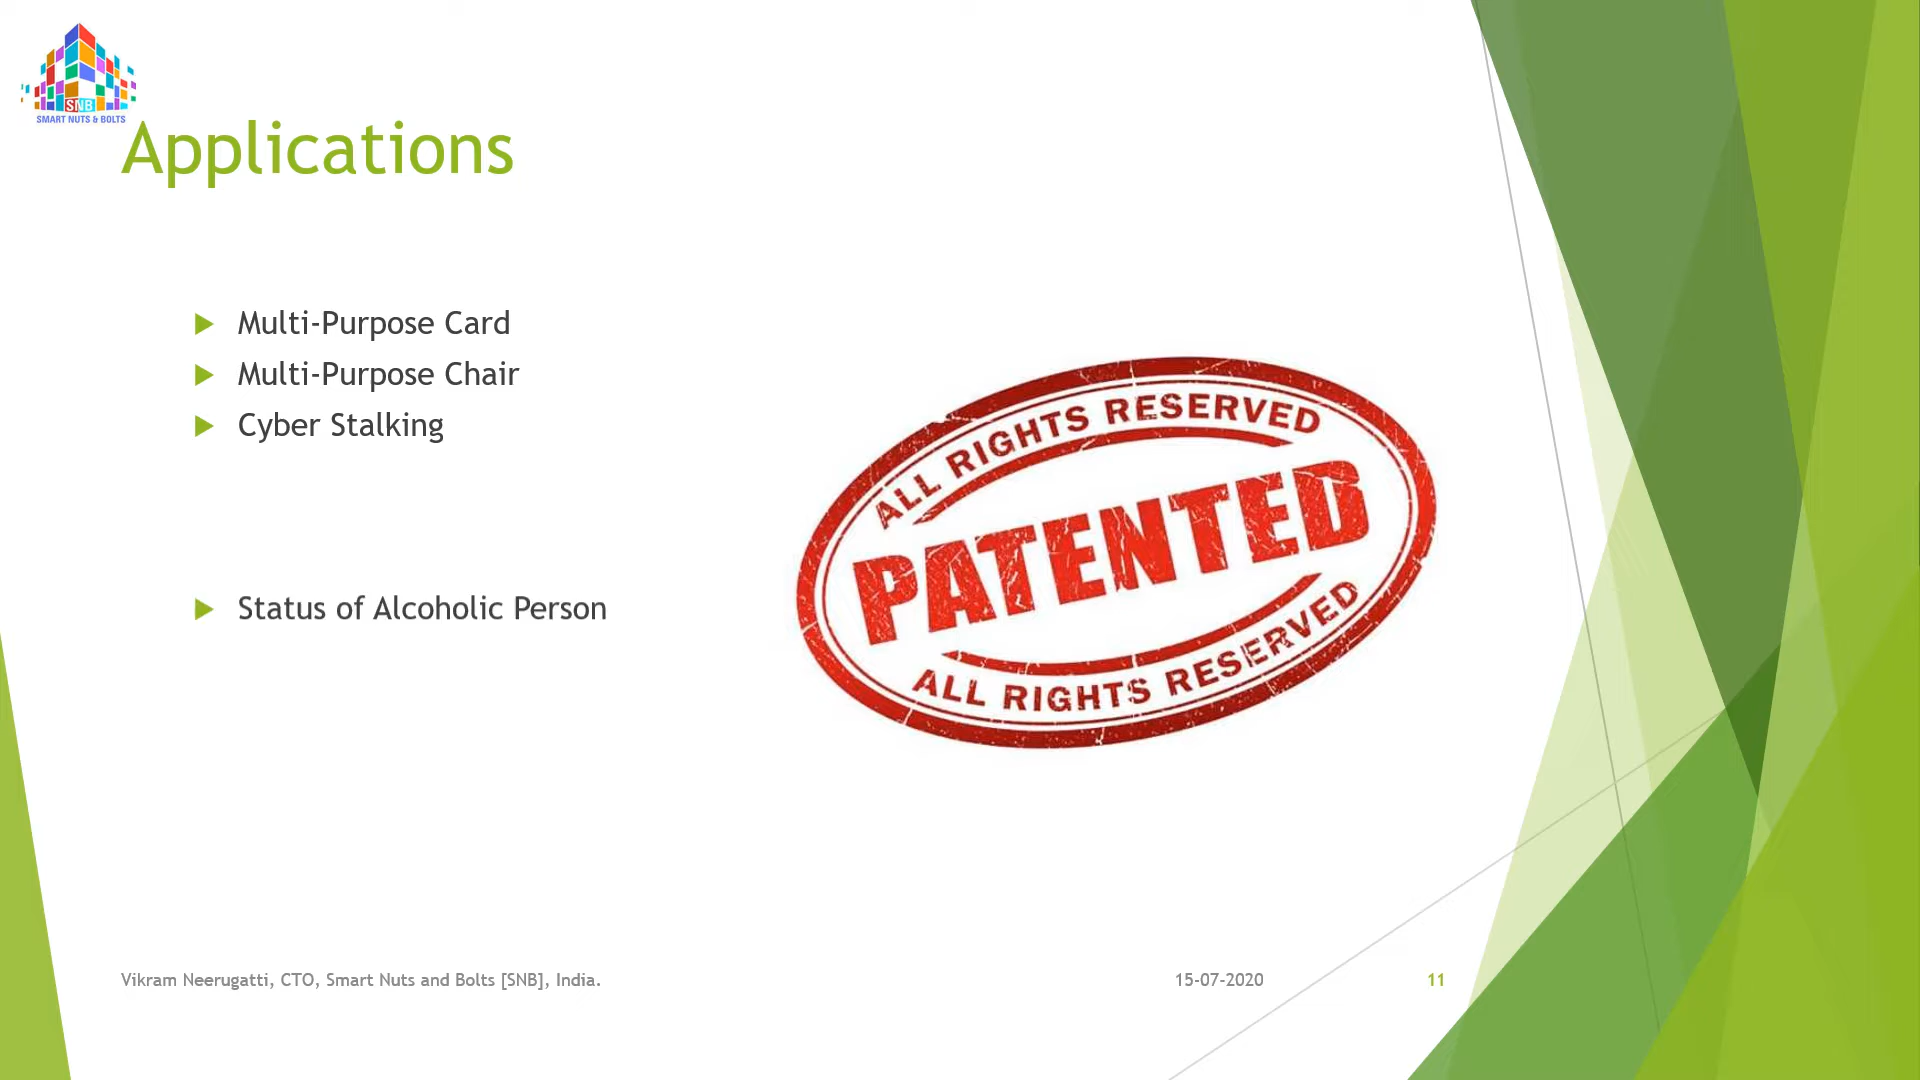 SNB
SMART NUTS & BOLTS
Applications
Multi-Purpose Card
Multi-Purpose Chair
Cyber Stalking
Status of Alcoholic Person
ALL RIGHTS RESERVED
PATENTED
ALL RIGHTS RESERVED
Vikram Neerugatti, CTO, Smart Nuts and Bolts [SNB], India.
15-07-2020
11